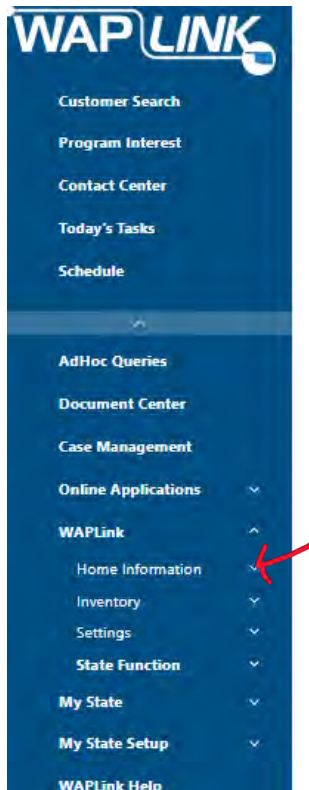 WAP LINK
Customer Search
Program Interest
Contact Center
Today's Tasks
Schedule
AdHoc Queries
Document Center
Case Management
Online Applications
WAPLink
Home Information
Inventory
Settings
State Function
My State
My State Setup
WAPLink Help